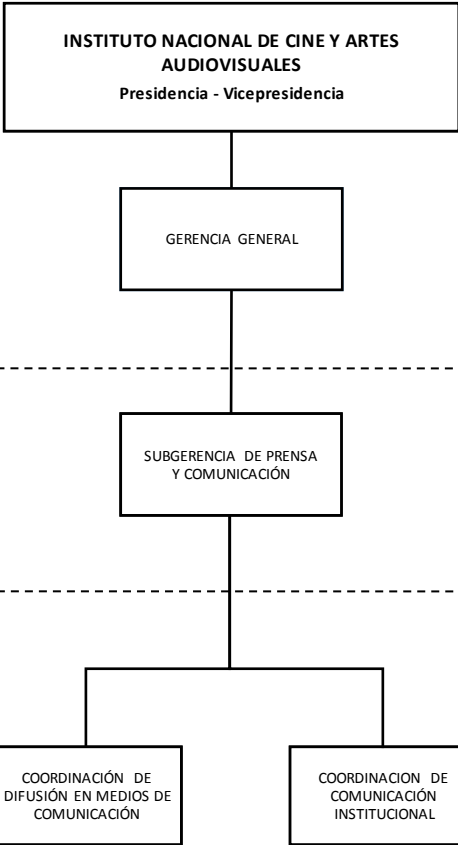 INSTITUTO NACIONAL DE CINE Y ARTES
AUDIOVISUALES
Presidencia - Vicepresidencia
GERENCIA GENERAL
SUBGERENCIA DE PRENSA
Y COMUNICACIÓN
COORDINACIÓN DE
DIFUSIÓN EN MEDIOS DE
COMUNICACIÓN
COORDINACION DE
COMUNICACIÓN
INSTITUCIONAL